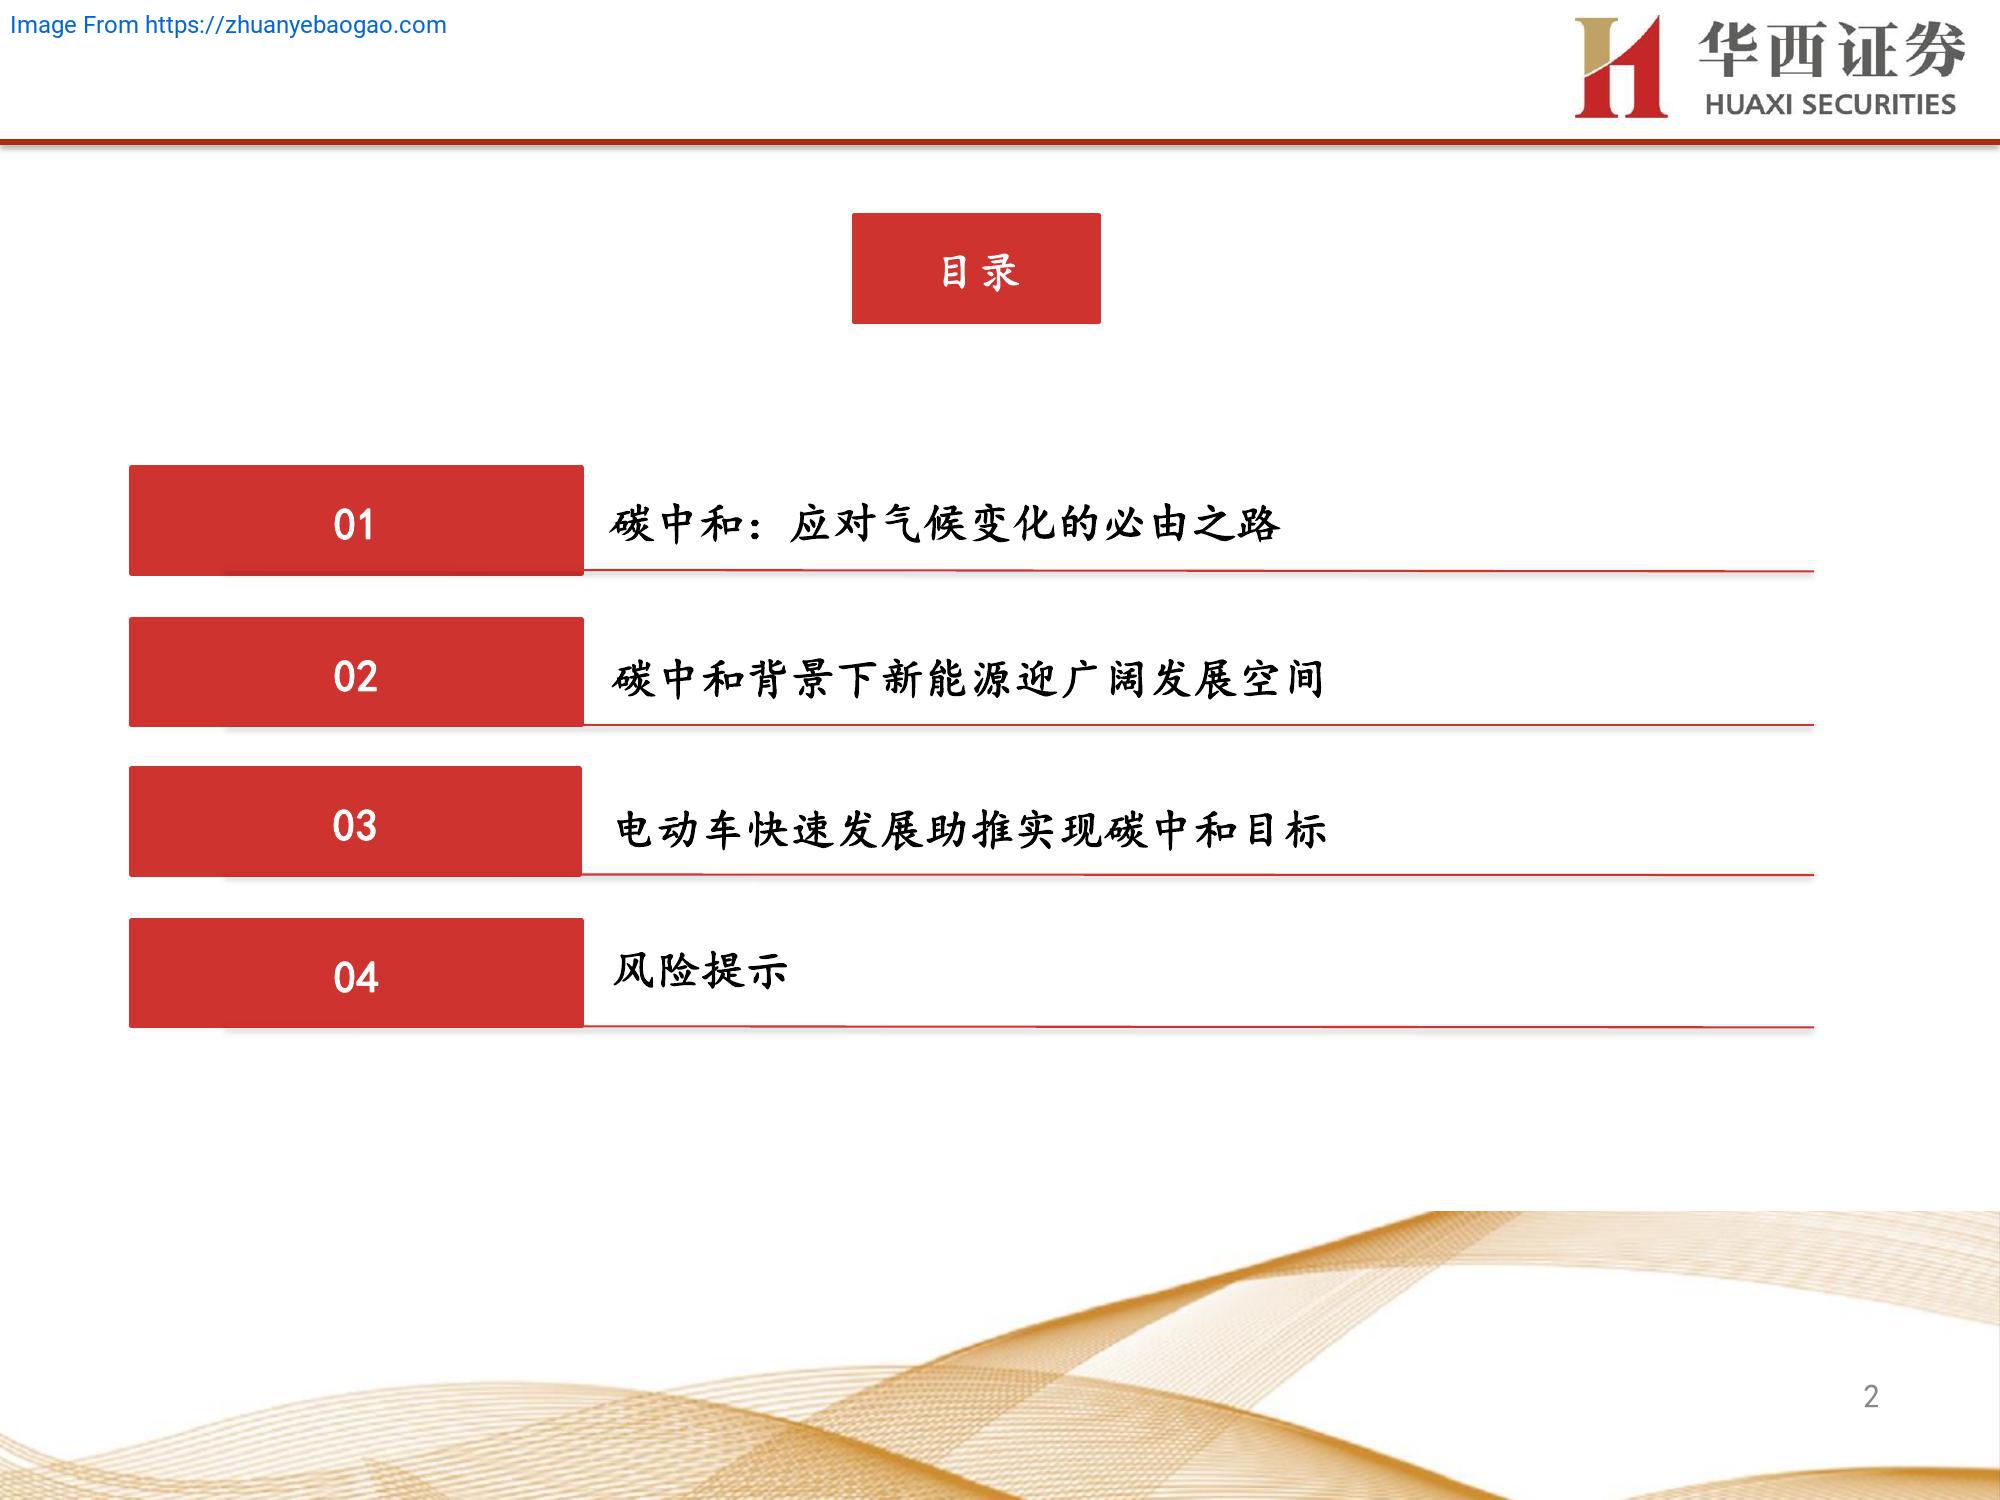 Image From https://zhuanyebaogao.com
华西证券
HUAXI SECURITIES
目录
01
碳中和：应对气候变化的必由之路
02
碳中和背景下新能源迎广阔发展空间
03
电动车快速发展助推实现碳中和目标
04
风险提示
2